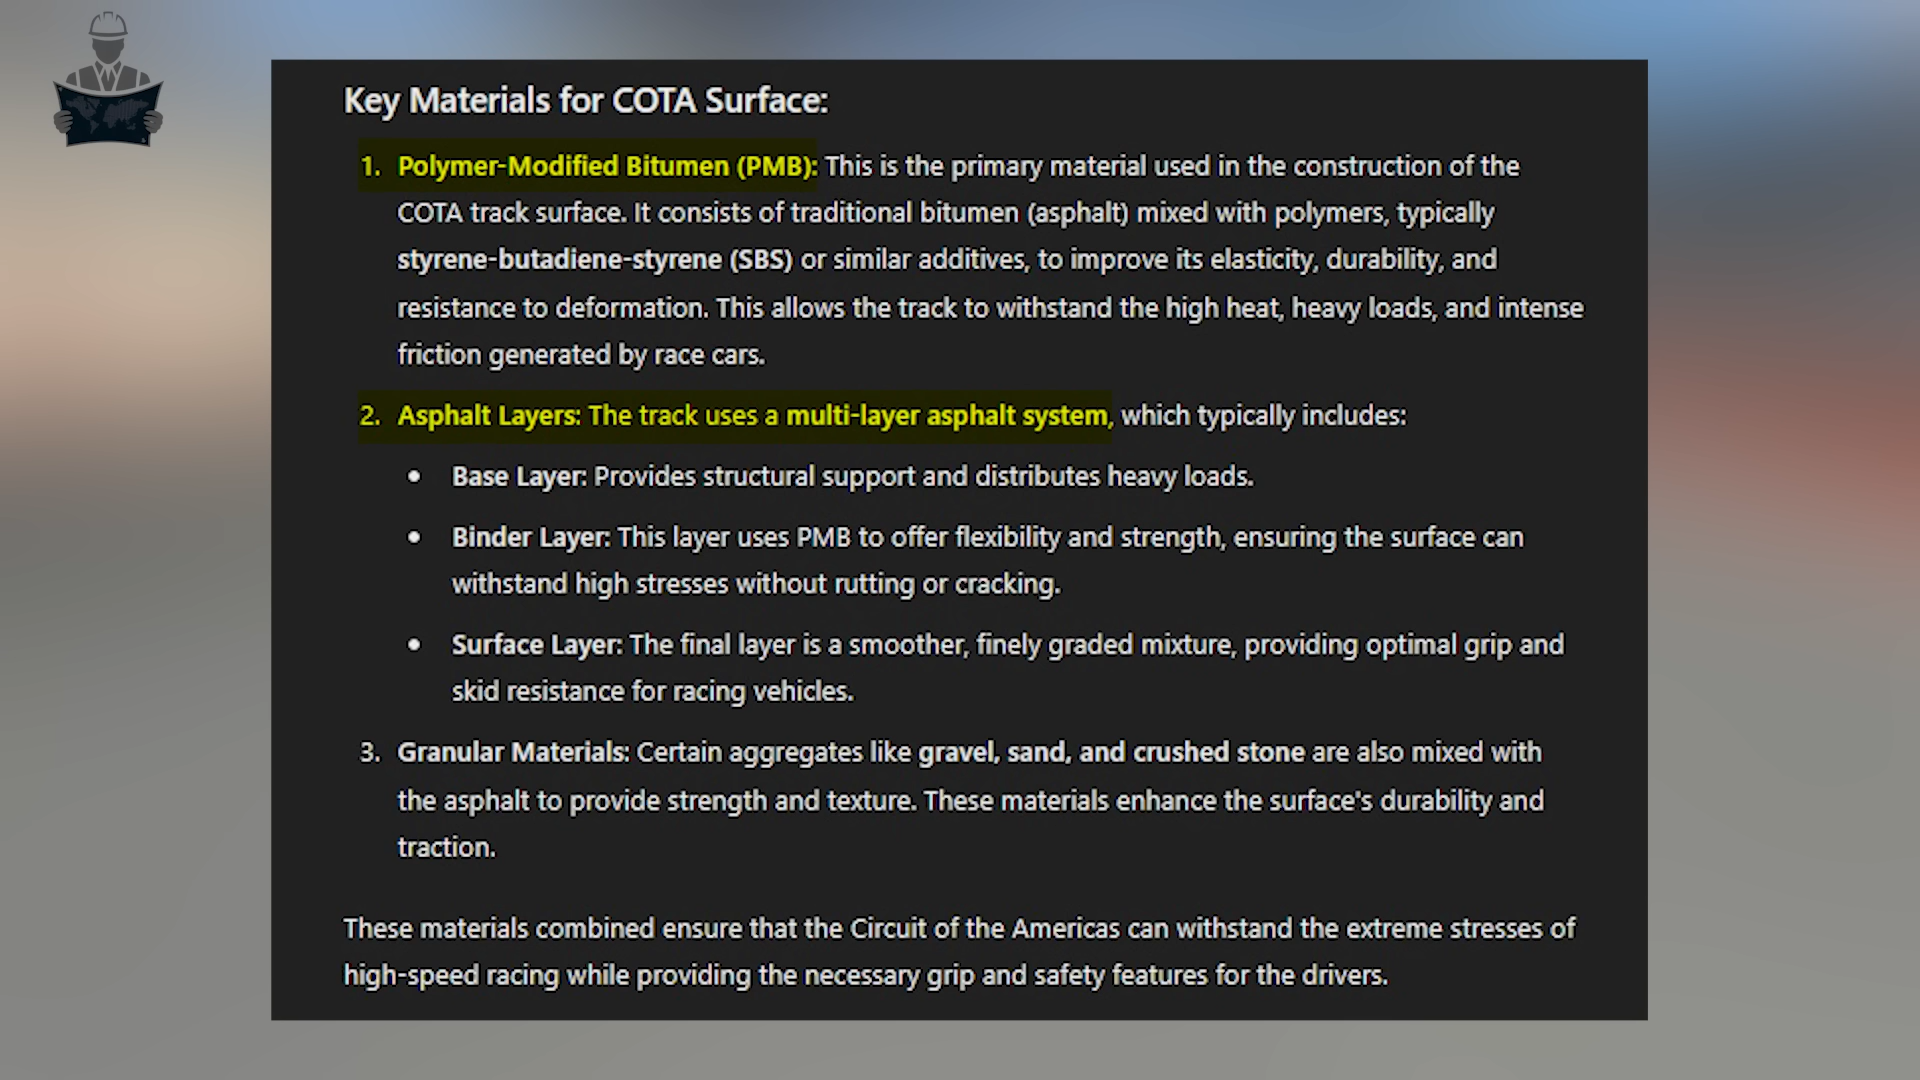 Key Materials for COTA Surface:
1. Polymer-Modified Bitumen (PMB): This is the primary material used in the construction of the
COTA track surface. It consists of traditional bitumen (asphalt) mixed with polymers, typically
styrene-butadiene-styrene (SBS) or similar additives, to improve its elasticity, durability, and
resistance to deformation. This allows the track to withstand the high heat, heavy loads, and intense
friction generated by race cars.
2. Asphalt Layers: The track uses a multi-layer asphalt system, which typically includes:
• Base Layer: Provides structural support and distributes heavy loads.
• Binder Layer: This layer uses PMB to offer flexibility and strength, ensuring the surface can
withstand high stresses without rutting or cracking.
• Surface Layer: The final layer is a smoother, finely graded mixture, providing optimal grip and
skid resistance for racing vehicles.
3. Granular Materials: Certain aggregates like gravel, sand, and crushed stone are also mixed with
the asphalt to provide strength and texture. These materials enhance the surface's durability and
traction.
These materials combined ensure that the Circuit of the Americas can withstand the extreme stresses of
high-speed racing while providing the necessary grip and safety features for the drivers.